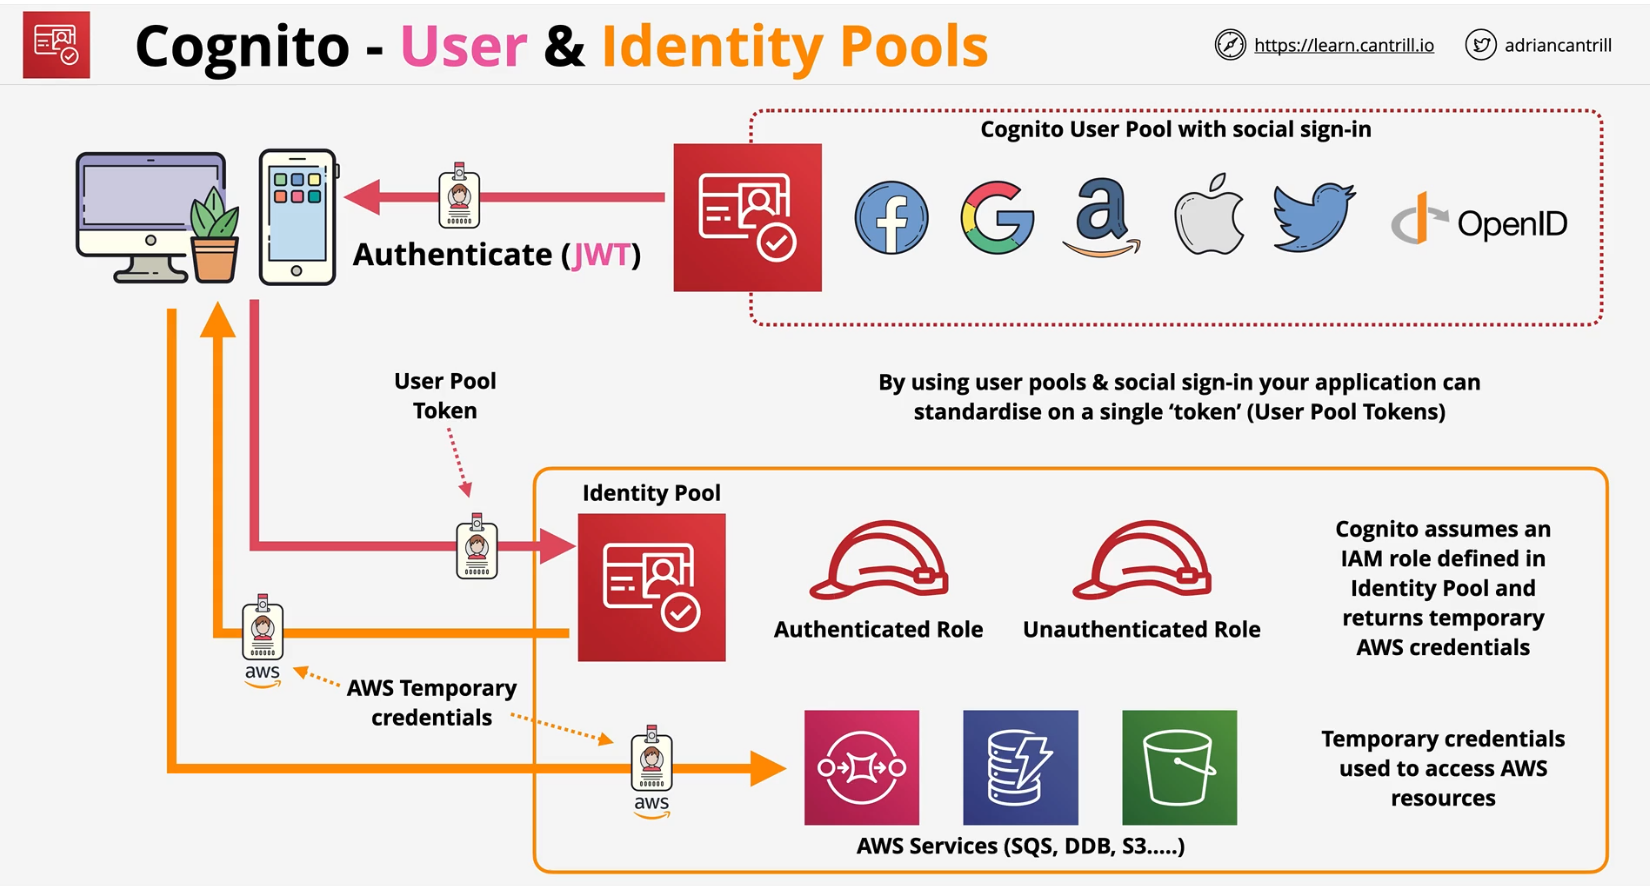 Cognito - User & Identity Pools
https://learn.cantrill.io
adriancantrill
Cognito User Pool with social sign-in
f
G
a
OpenID
Authenticate (JWT)
User Pool
Token
By using user pools & social sign-in your application can
standardise on a single ‘token’ (User Pool Tokens)
Identity Pool
Authenticated Role
Unauthenticated Role
Cognito assumes an
IAM role defined in
Identity Pool and
returns temporary
AWS credentials
aws
AWS Temporary
credentials
aws
Temporary credentials
used to access AWS
resources
AWS Services (SQS, DDB, S3.....)